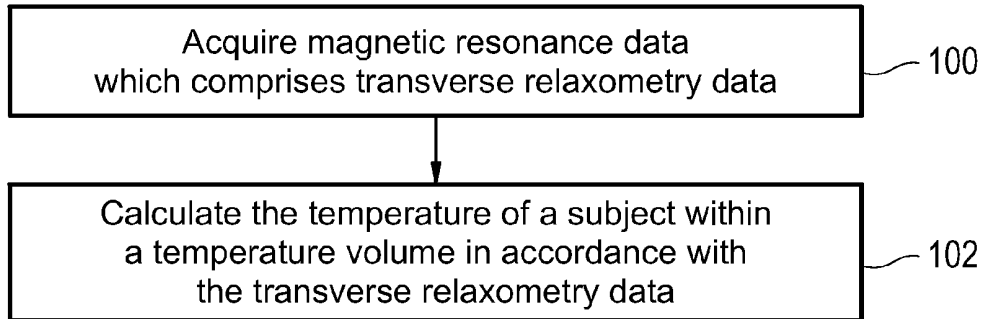 Acquire magnetic resonance data
which comprises transverse relaxometry data
100
Calculate the temperature of a subject within
a temperature volume in accordance with
the transverse relaxometry data
102